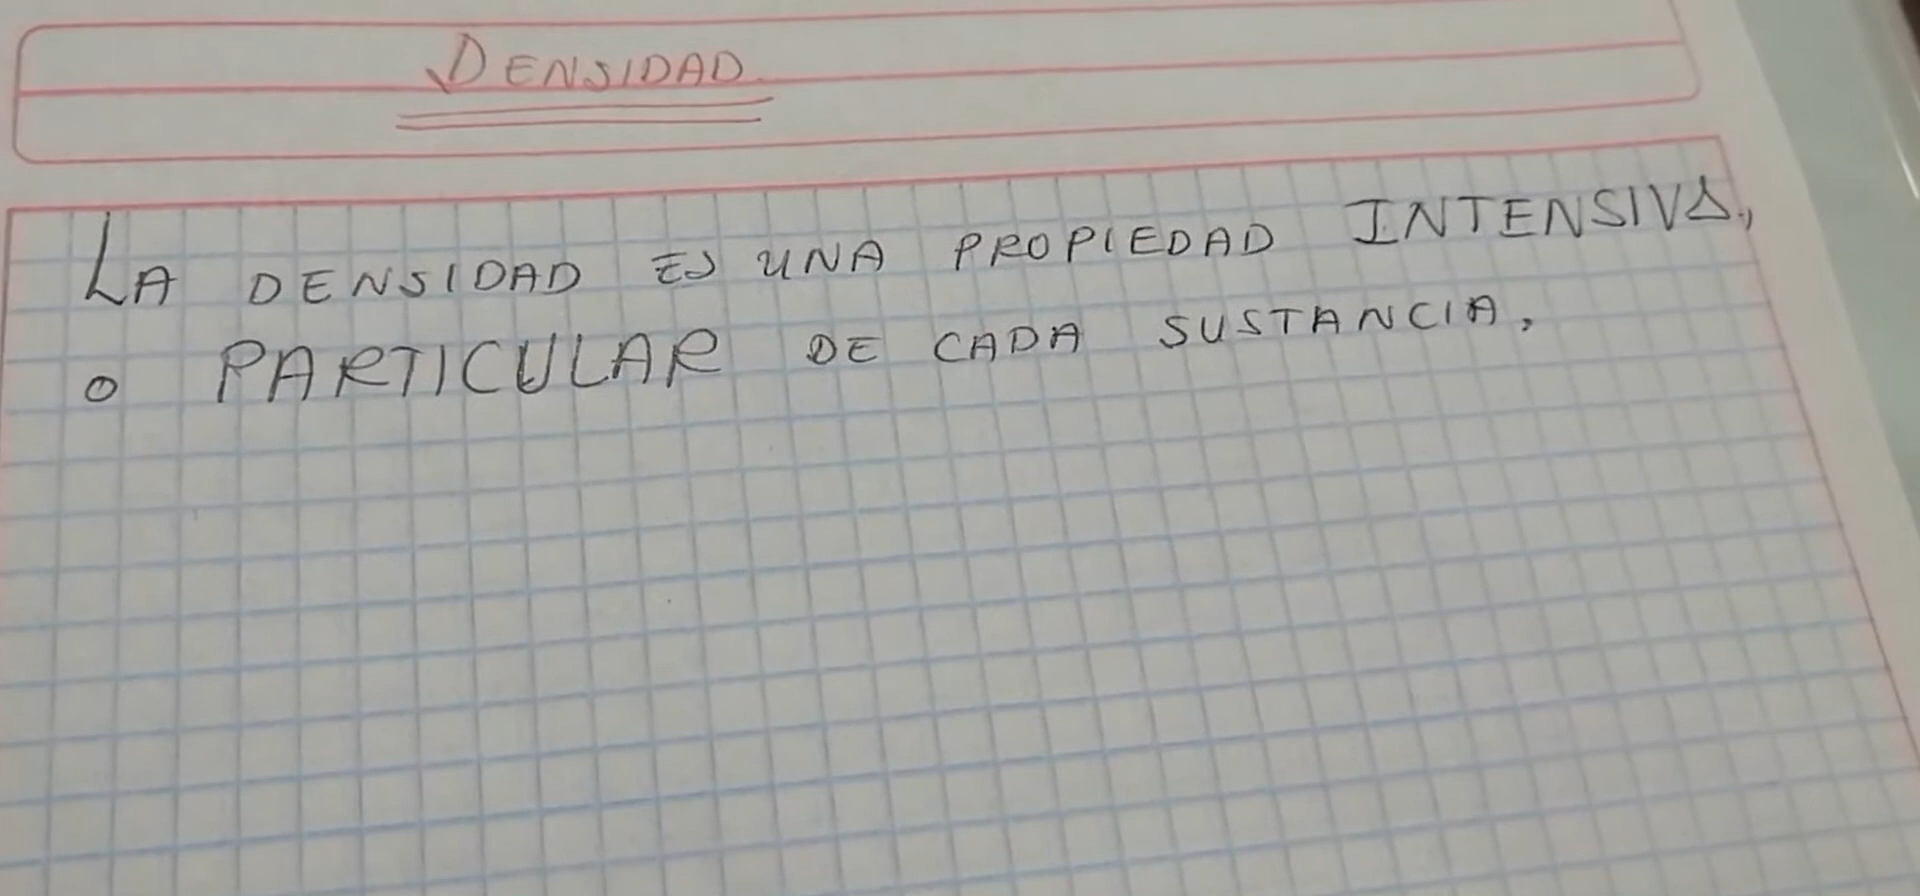 DENSIDAD
LA DENSIDAD ES UNA PROPIEDAD INTENSIVA,
O PARTICULAR DE CADA SUSTANCIA,